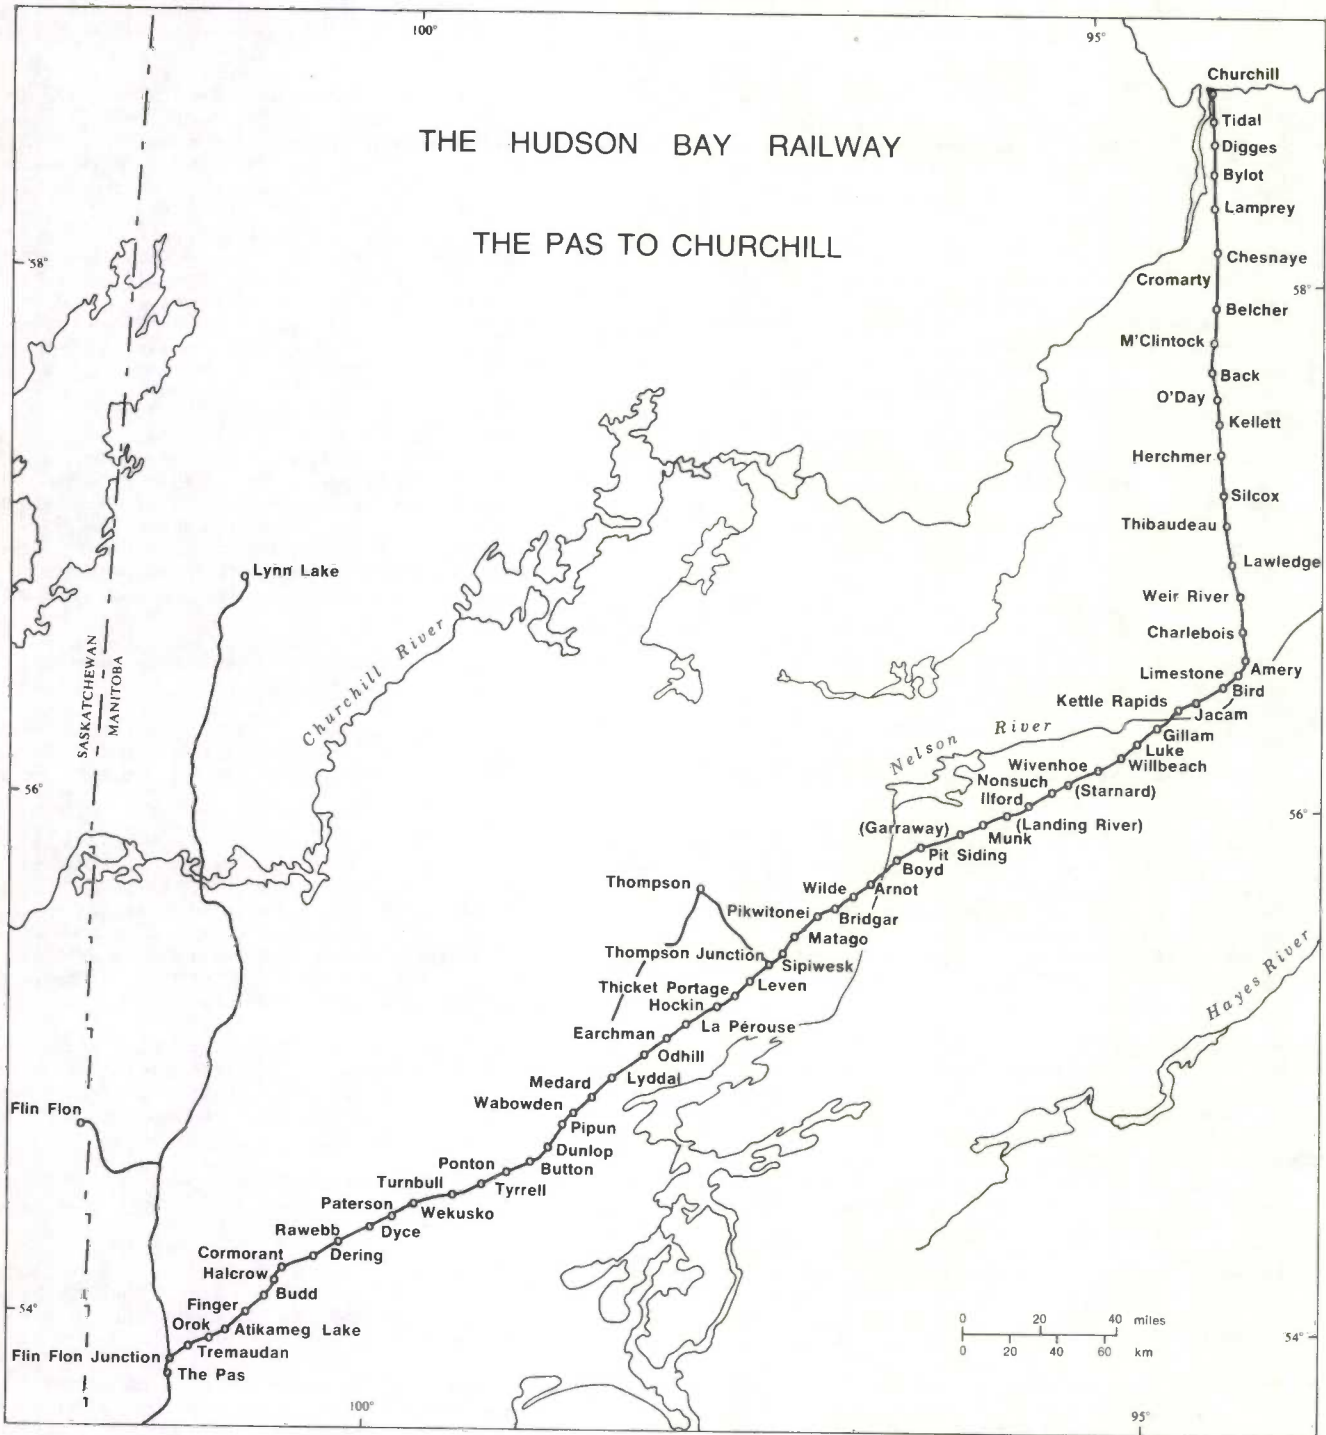 100°
95°
Churchill
Tidal
THE HUDSON BAY RAILWAY
Digges
Bylot
Lamprey
THE PAS TO CHURCHILL
58°
Chesnaye
Cromarty
58°
Belcher
M'Clintock
Back
O'Day
Kellett
Herchmer
Silcox
Thibaudeau
Lawledge
Lynn Lake
Weir River
Churchill River
Charlebois
SASKATCHEWAN
MANITOBA
Amery
Limestone
Bird
Kettle Rapids
Jacam
Nelson River
Gillam
Luke
Willbeach
Wivenhoe
Nonsuch
(Starnard)
Ilford
56°
56°
(Landing River)
(Garraway)
Munk
Pit Siding
Boyd
Thompson
Wilde
Arnot
Pikwitonei
Bridgar
Matago
Thompson Junction
Sipiwesk
Hayes River
Leven
Thicket Portage
Hockin
La Pérouse
Earchman
Odhill
Lyddal
Medard
Wabowden
Flin Flon
Pipun
Dunlop
Button
Ponton
Tyrrell
Turnbull
Wekusko
Paterson
Dyce
Rawebb
Dering
Cormorant
Halcrow
Budd
54°
Finger
Orok
Atikameg Lake
Tremaudan
Flin Flon Junction
The Pas
0 20 40 miles
0 20 40 60 km
54°
100°
95°